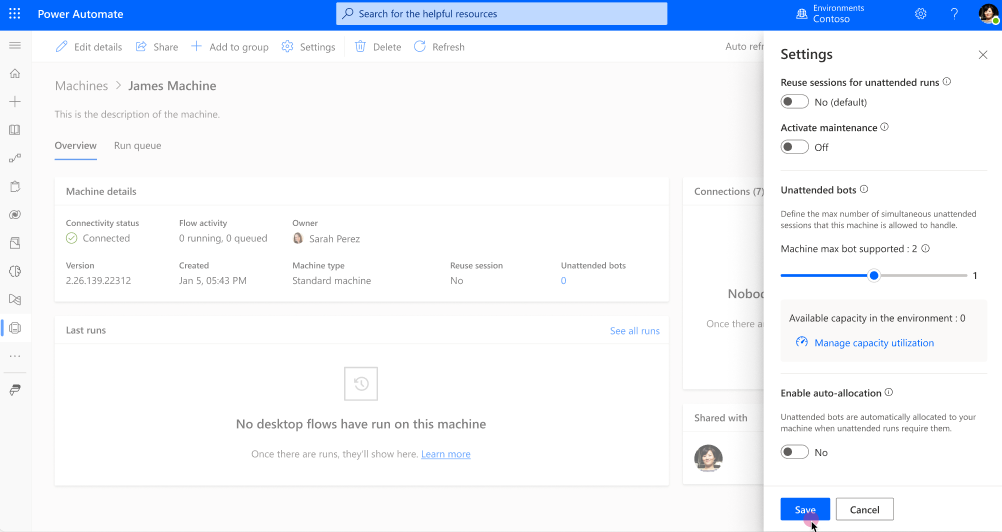 Power Automate
Search for the helpful resources
Environments
Contoso
?
Edit details
Share
Add to group
Settings
Delete
Refresh
Auto refr
Machines > James Machine
This is the description of the machine.
Overview
Run queue
Machine details
Connectivity status
Connected
Flow activity
0 running, 0 queued
Owner
Sarah Perez
Version
2.26,139.22312
Created
Jan 5, 05:43 PM
Machine type
Standard machine
Reuse session
No
Unattended bots
0
Last runs
See all runs
No desktop flows have run on this machine
Once there are runs, they'll show here. Learn more
Connections (7)
Noboc
Once there a
Shared with
Settings
Reuse sessions for unattended runs
No (default)
Activate maintenance
Off
Unattended bots
Define the max number of simultaneous unattended
sessions that this machine is allowed to handle.
Machine max bot supported : 2
1
Available capacity in the environment : 0
Manage capacity utilization
Enable auto-allocation
Unattended bots are automatically allocated to your
machine when unattended runs require them.
No
Save
Cancel